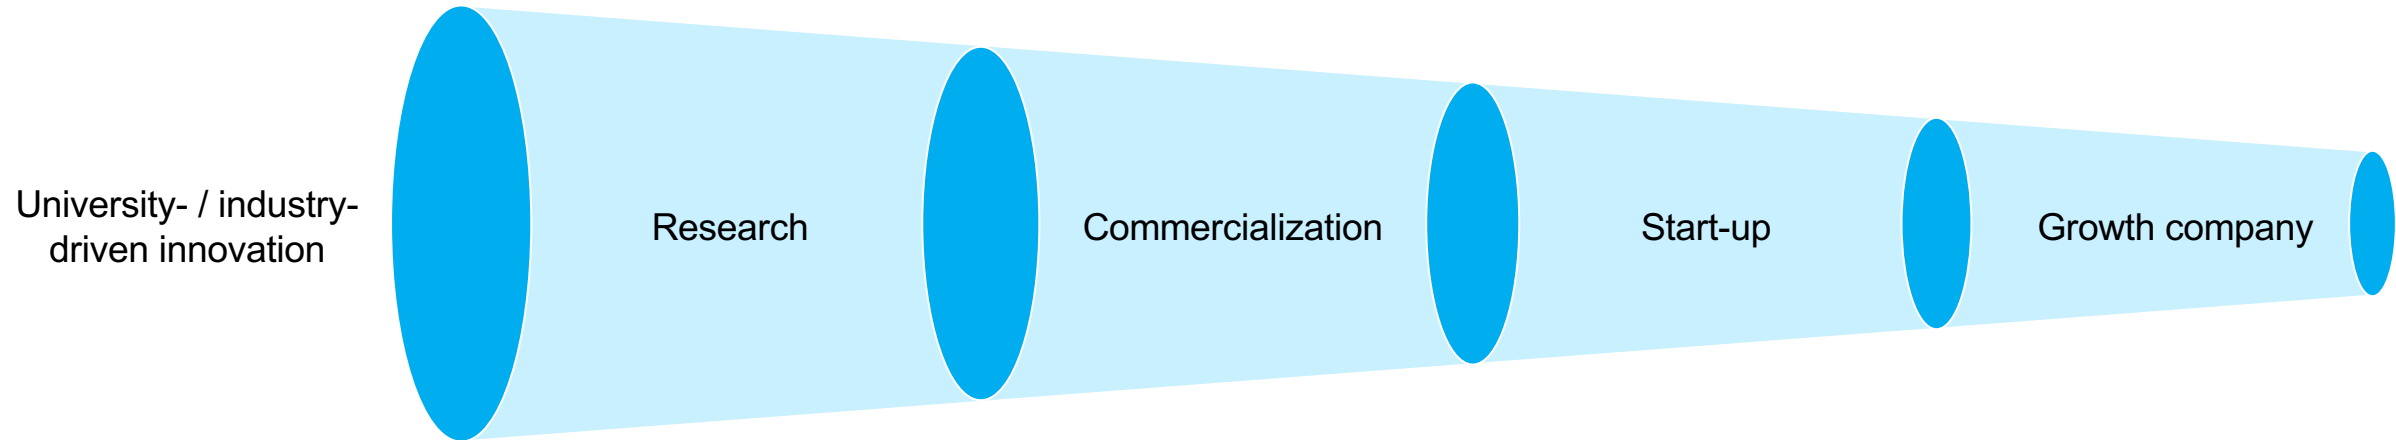 University- / industry-
driven innovation
Research
Commercialization
Start-up
Growth company